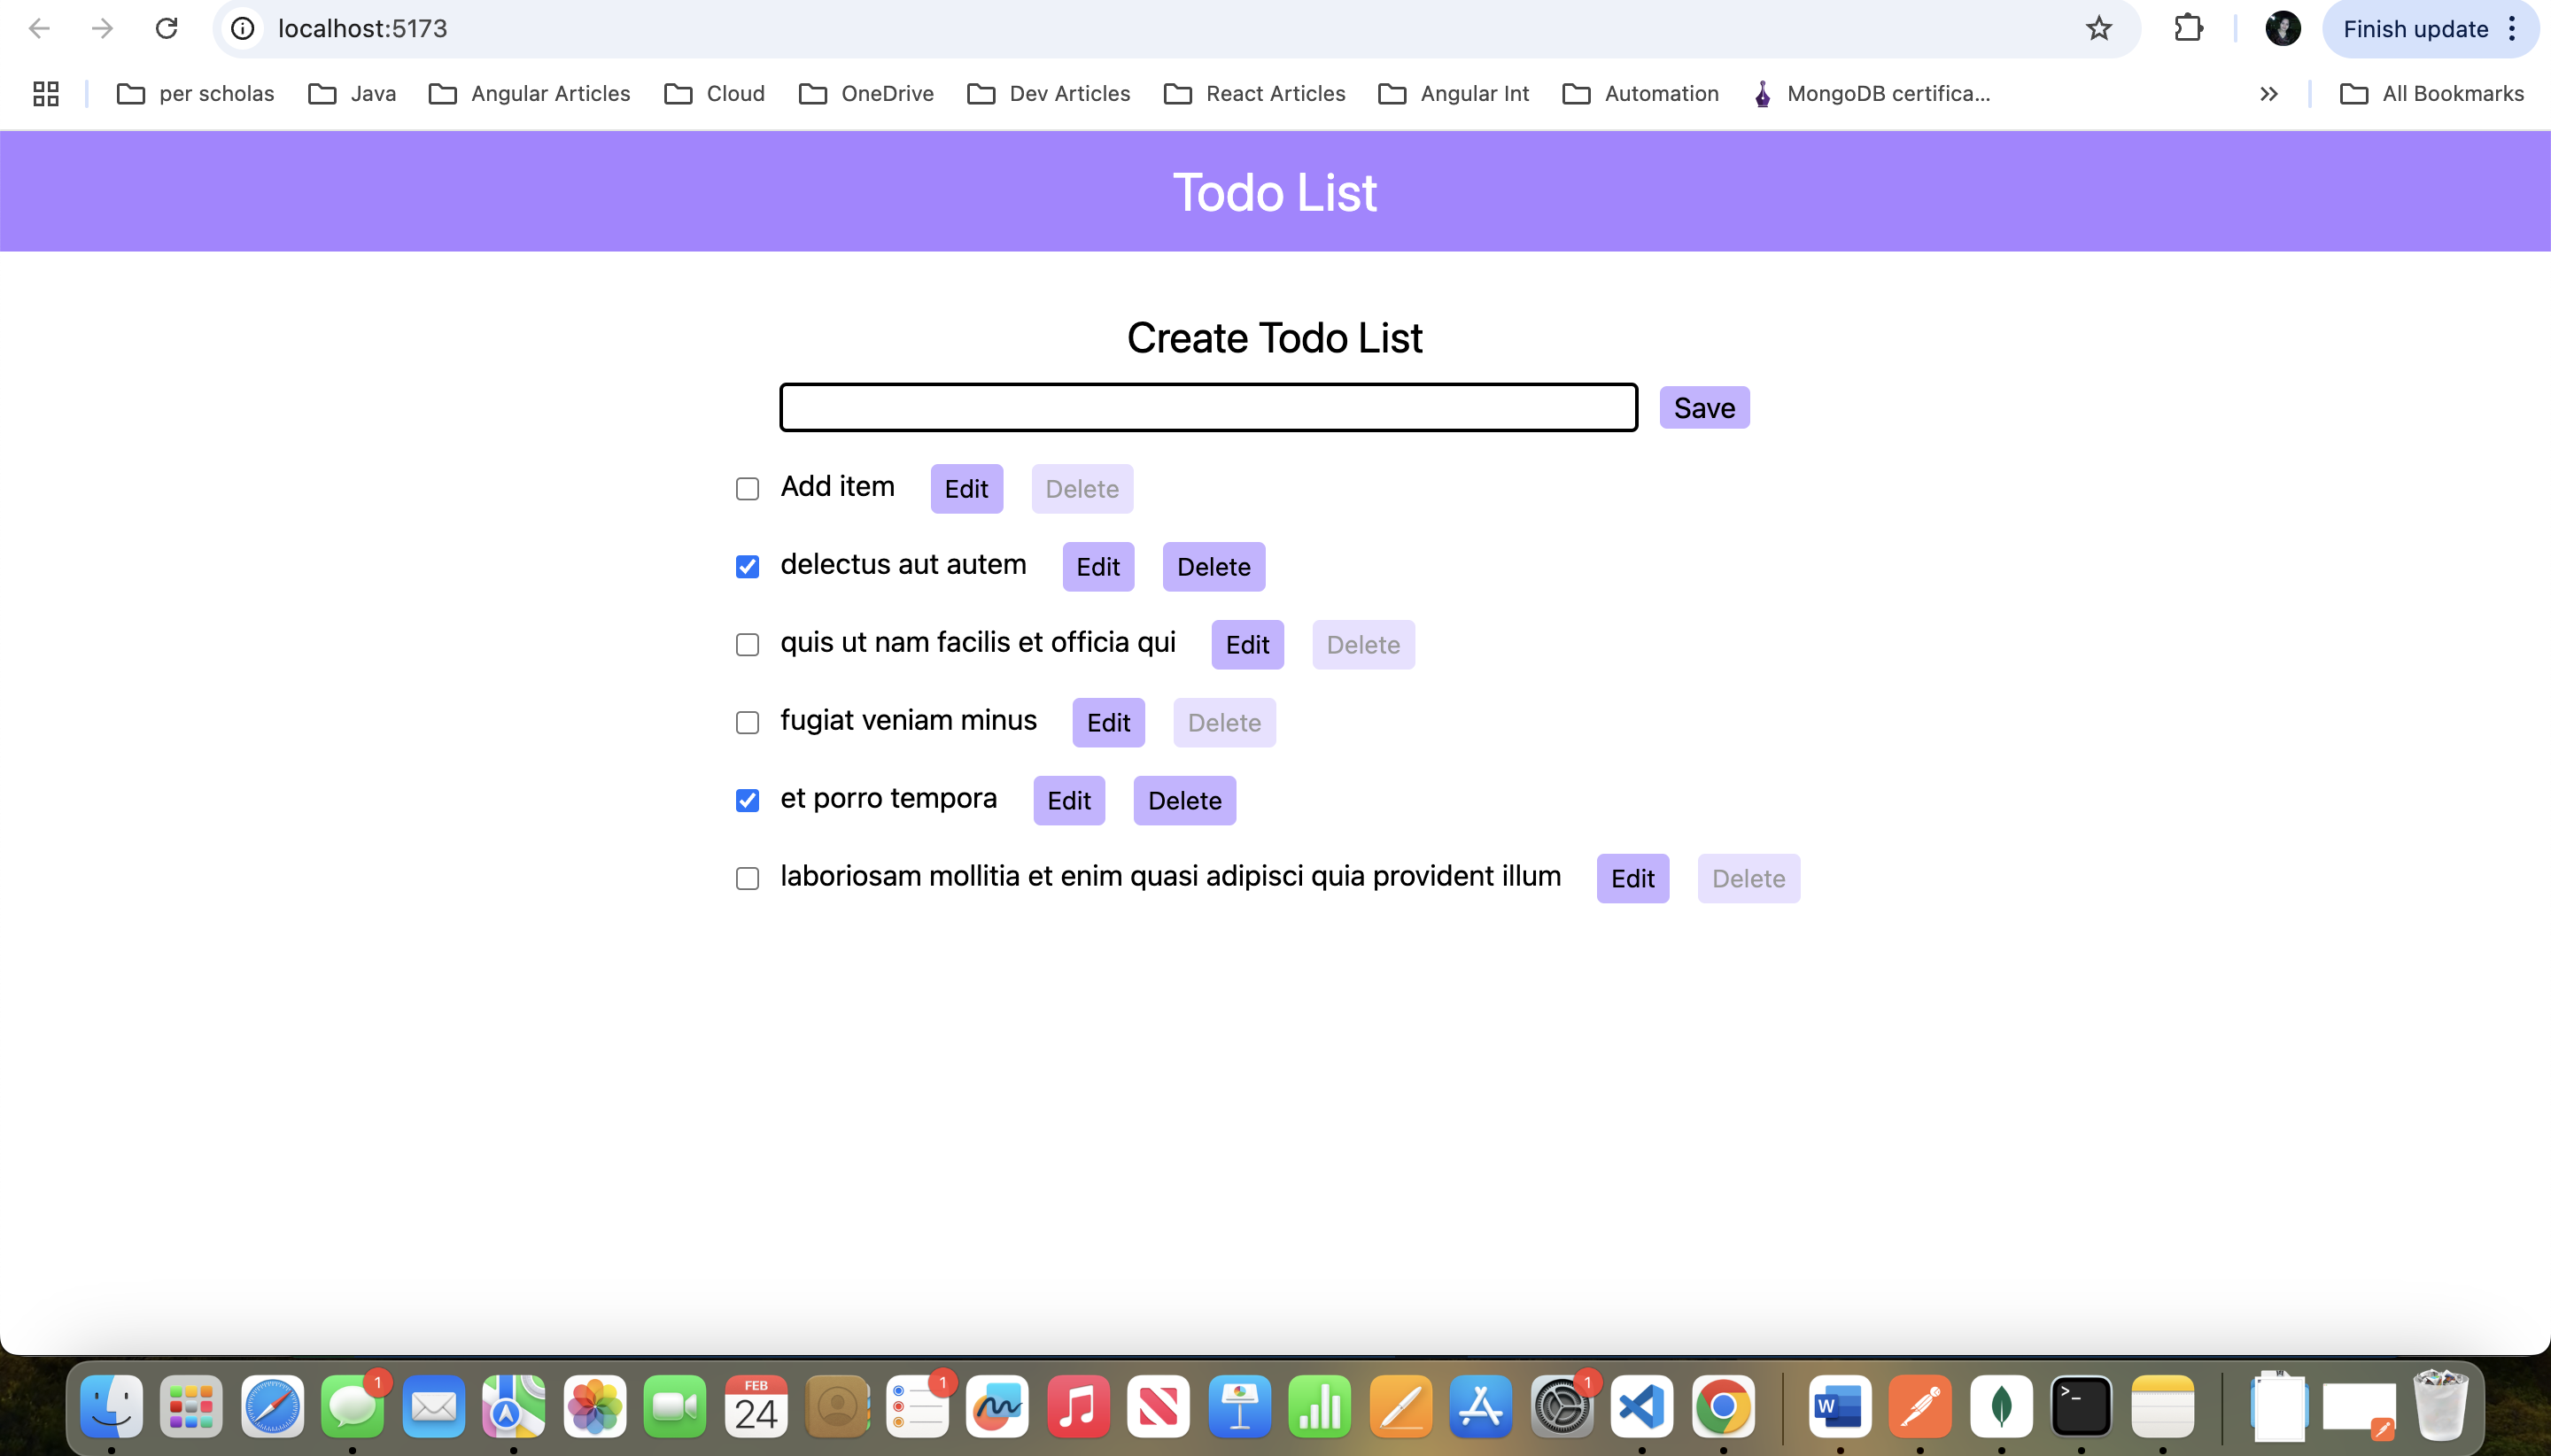 localhost:5173
Finish update
per scholas Java Angular Articles Cloud OneDrive Dev Articles React Articles Angular Int Automation MongoDB certifica... All Bookmarks
Todo List
Create Todo List
Save
Add item Edit Delete
delectus aut autem Edit Delete
quis ut nam facilis et officia qui Edit Delete
fugiat veniam minus Edit Delete
et porro tempora Edit Delete
laboriosam mollitia et enim quasi adipisci quia provident illum Edit Delete
1
FEB
24
1
1
W
>_